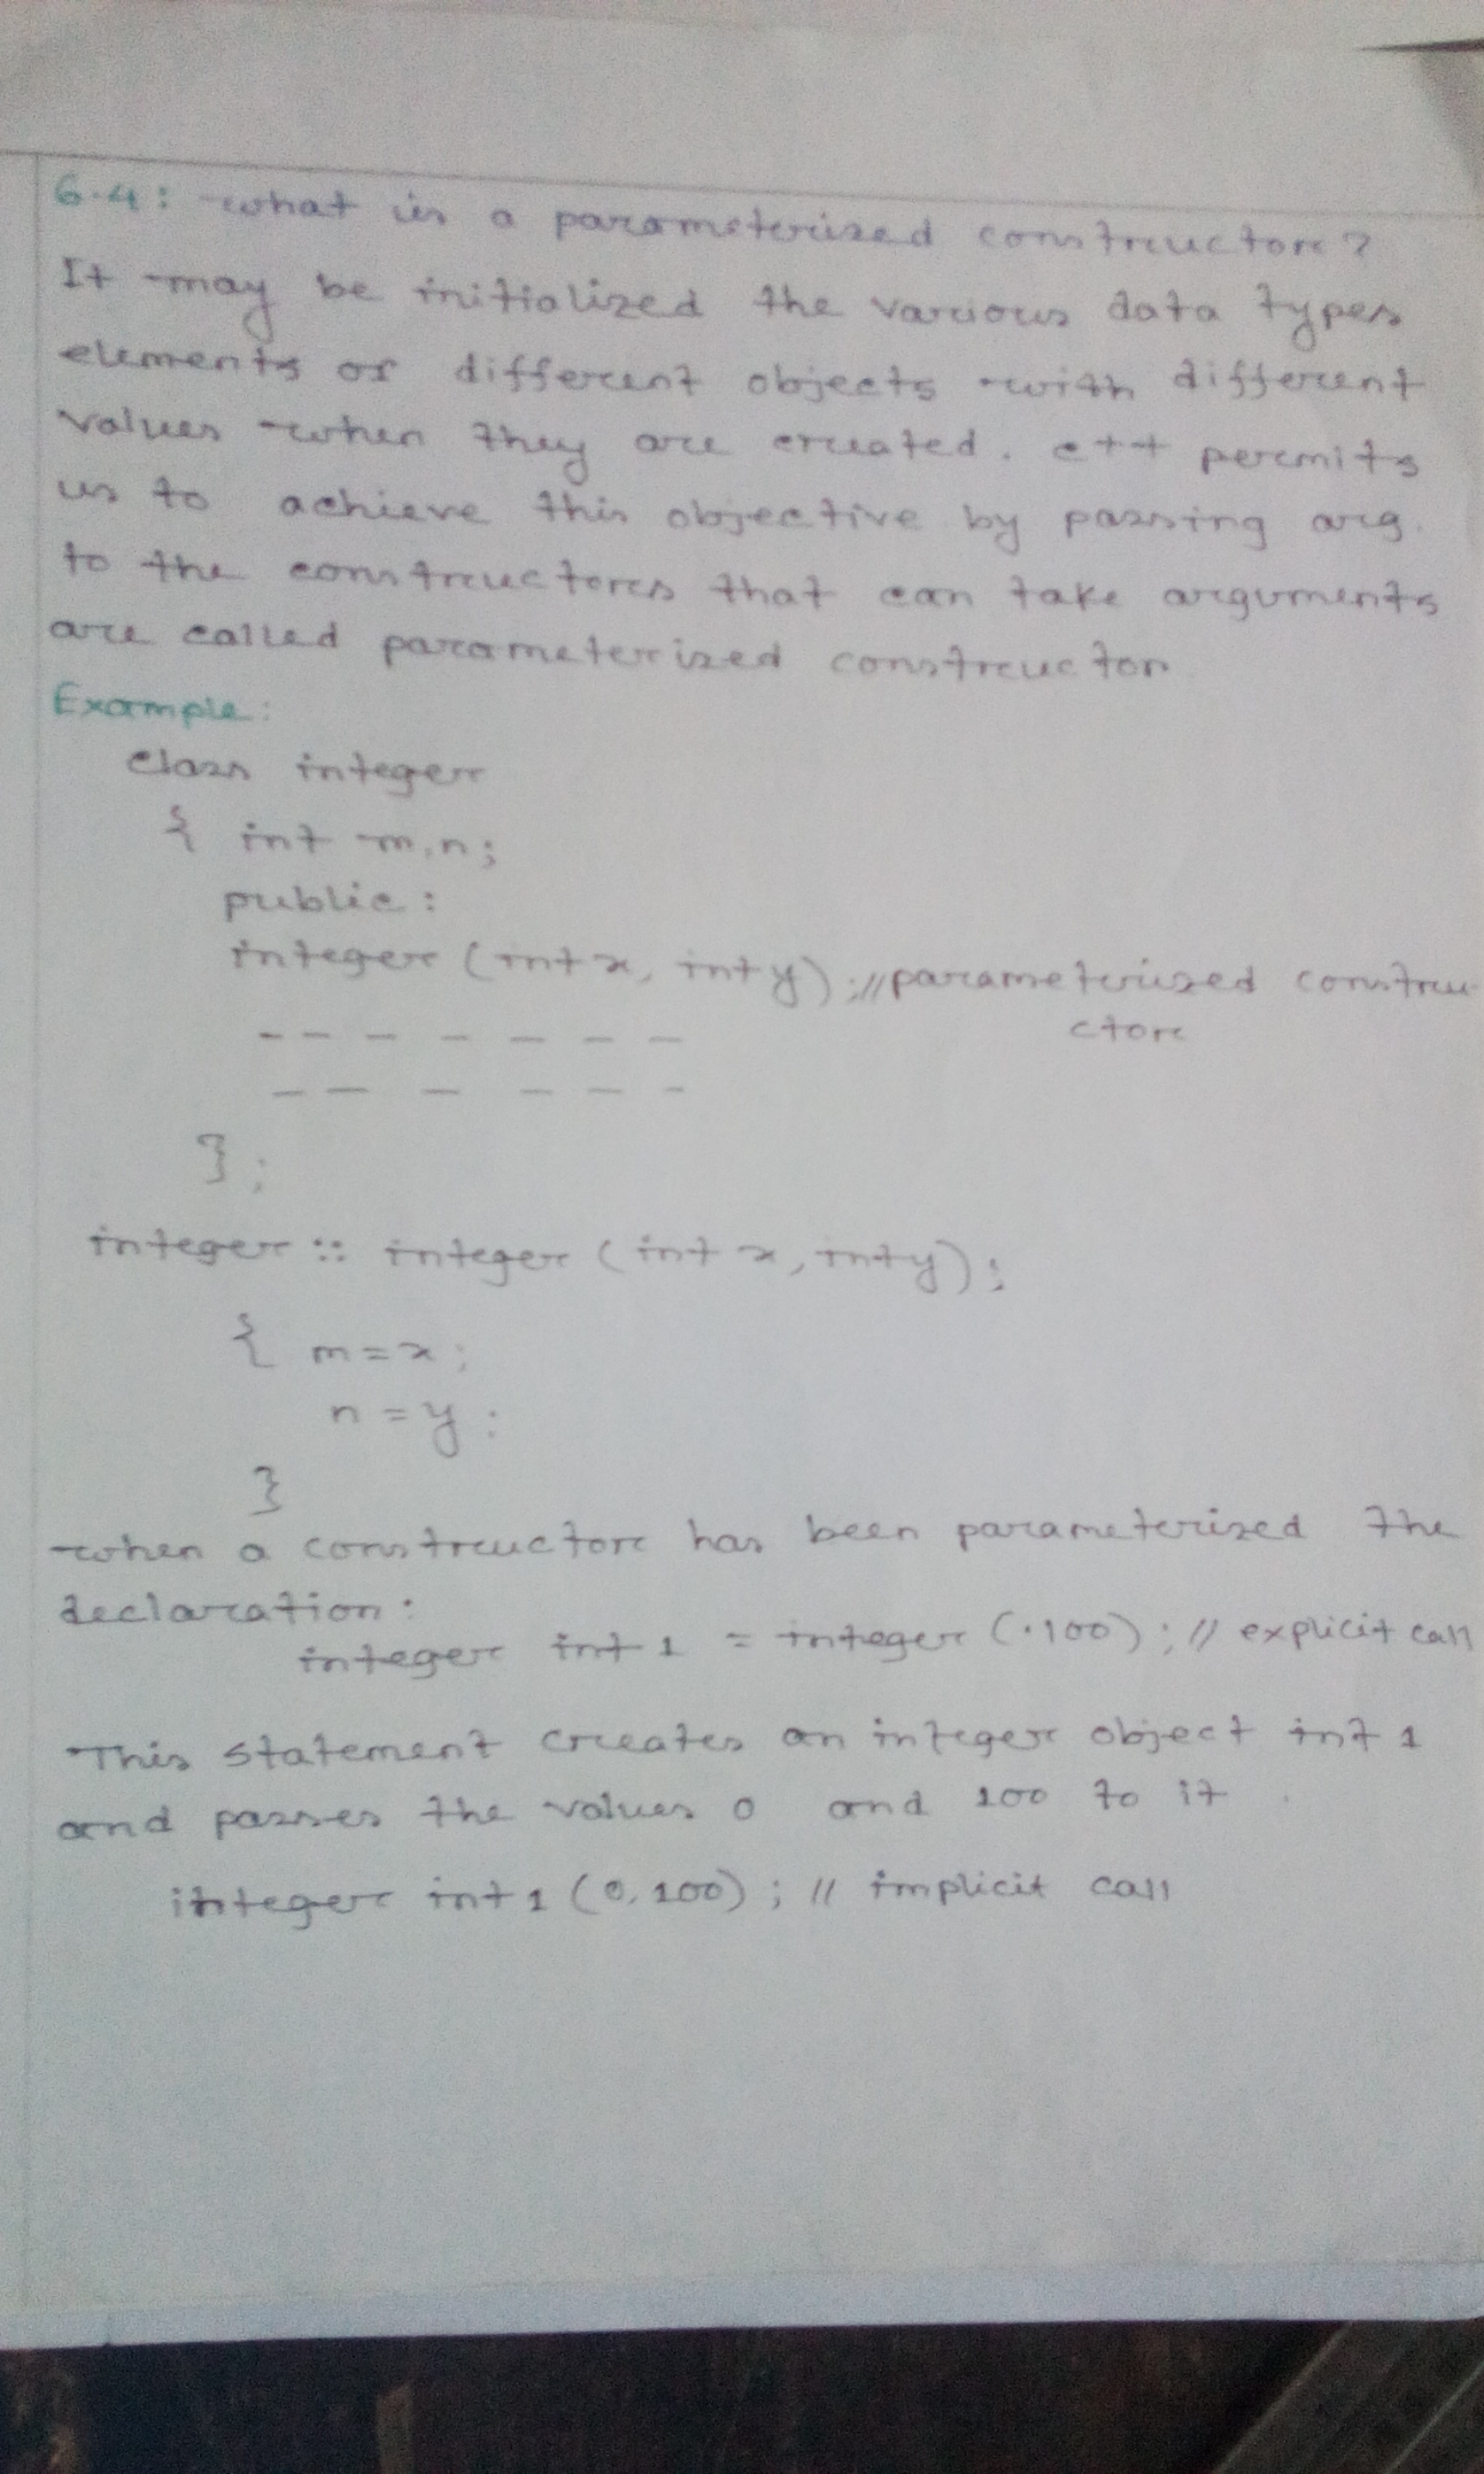 6.4: what is a parameterized constructor?
It may be initialized the various data types
elements of different objects with different
values when they are created. c++ permits
us to achieve this objective by passing arg.
to the constructors that can take arguments
are called parameterized constructor
Example:
class integer
{ int m,n;
public:
integer (int x, int y); //parameterized constru-
ctor
- - - - - - -
- - - - - -
};
integer :: integer (int x, int y);
{ m=x;
n=y;
}
when a constructor has been parameterized the
declaration:
integer int 1 = integer (.100); // explicit call
This statement creates an integer object int 1
and passes the values 0 and 100 to it.
integer int 1 (0,100); // implicit call